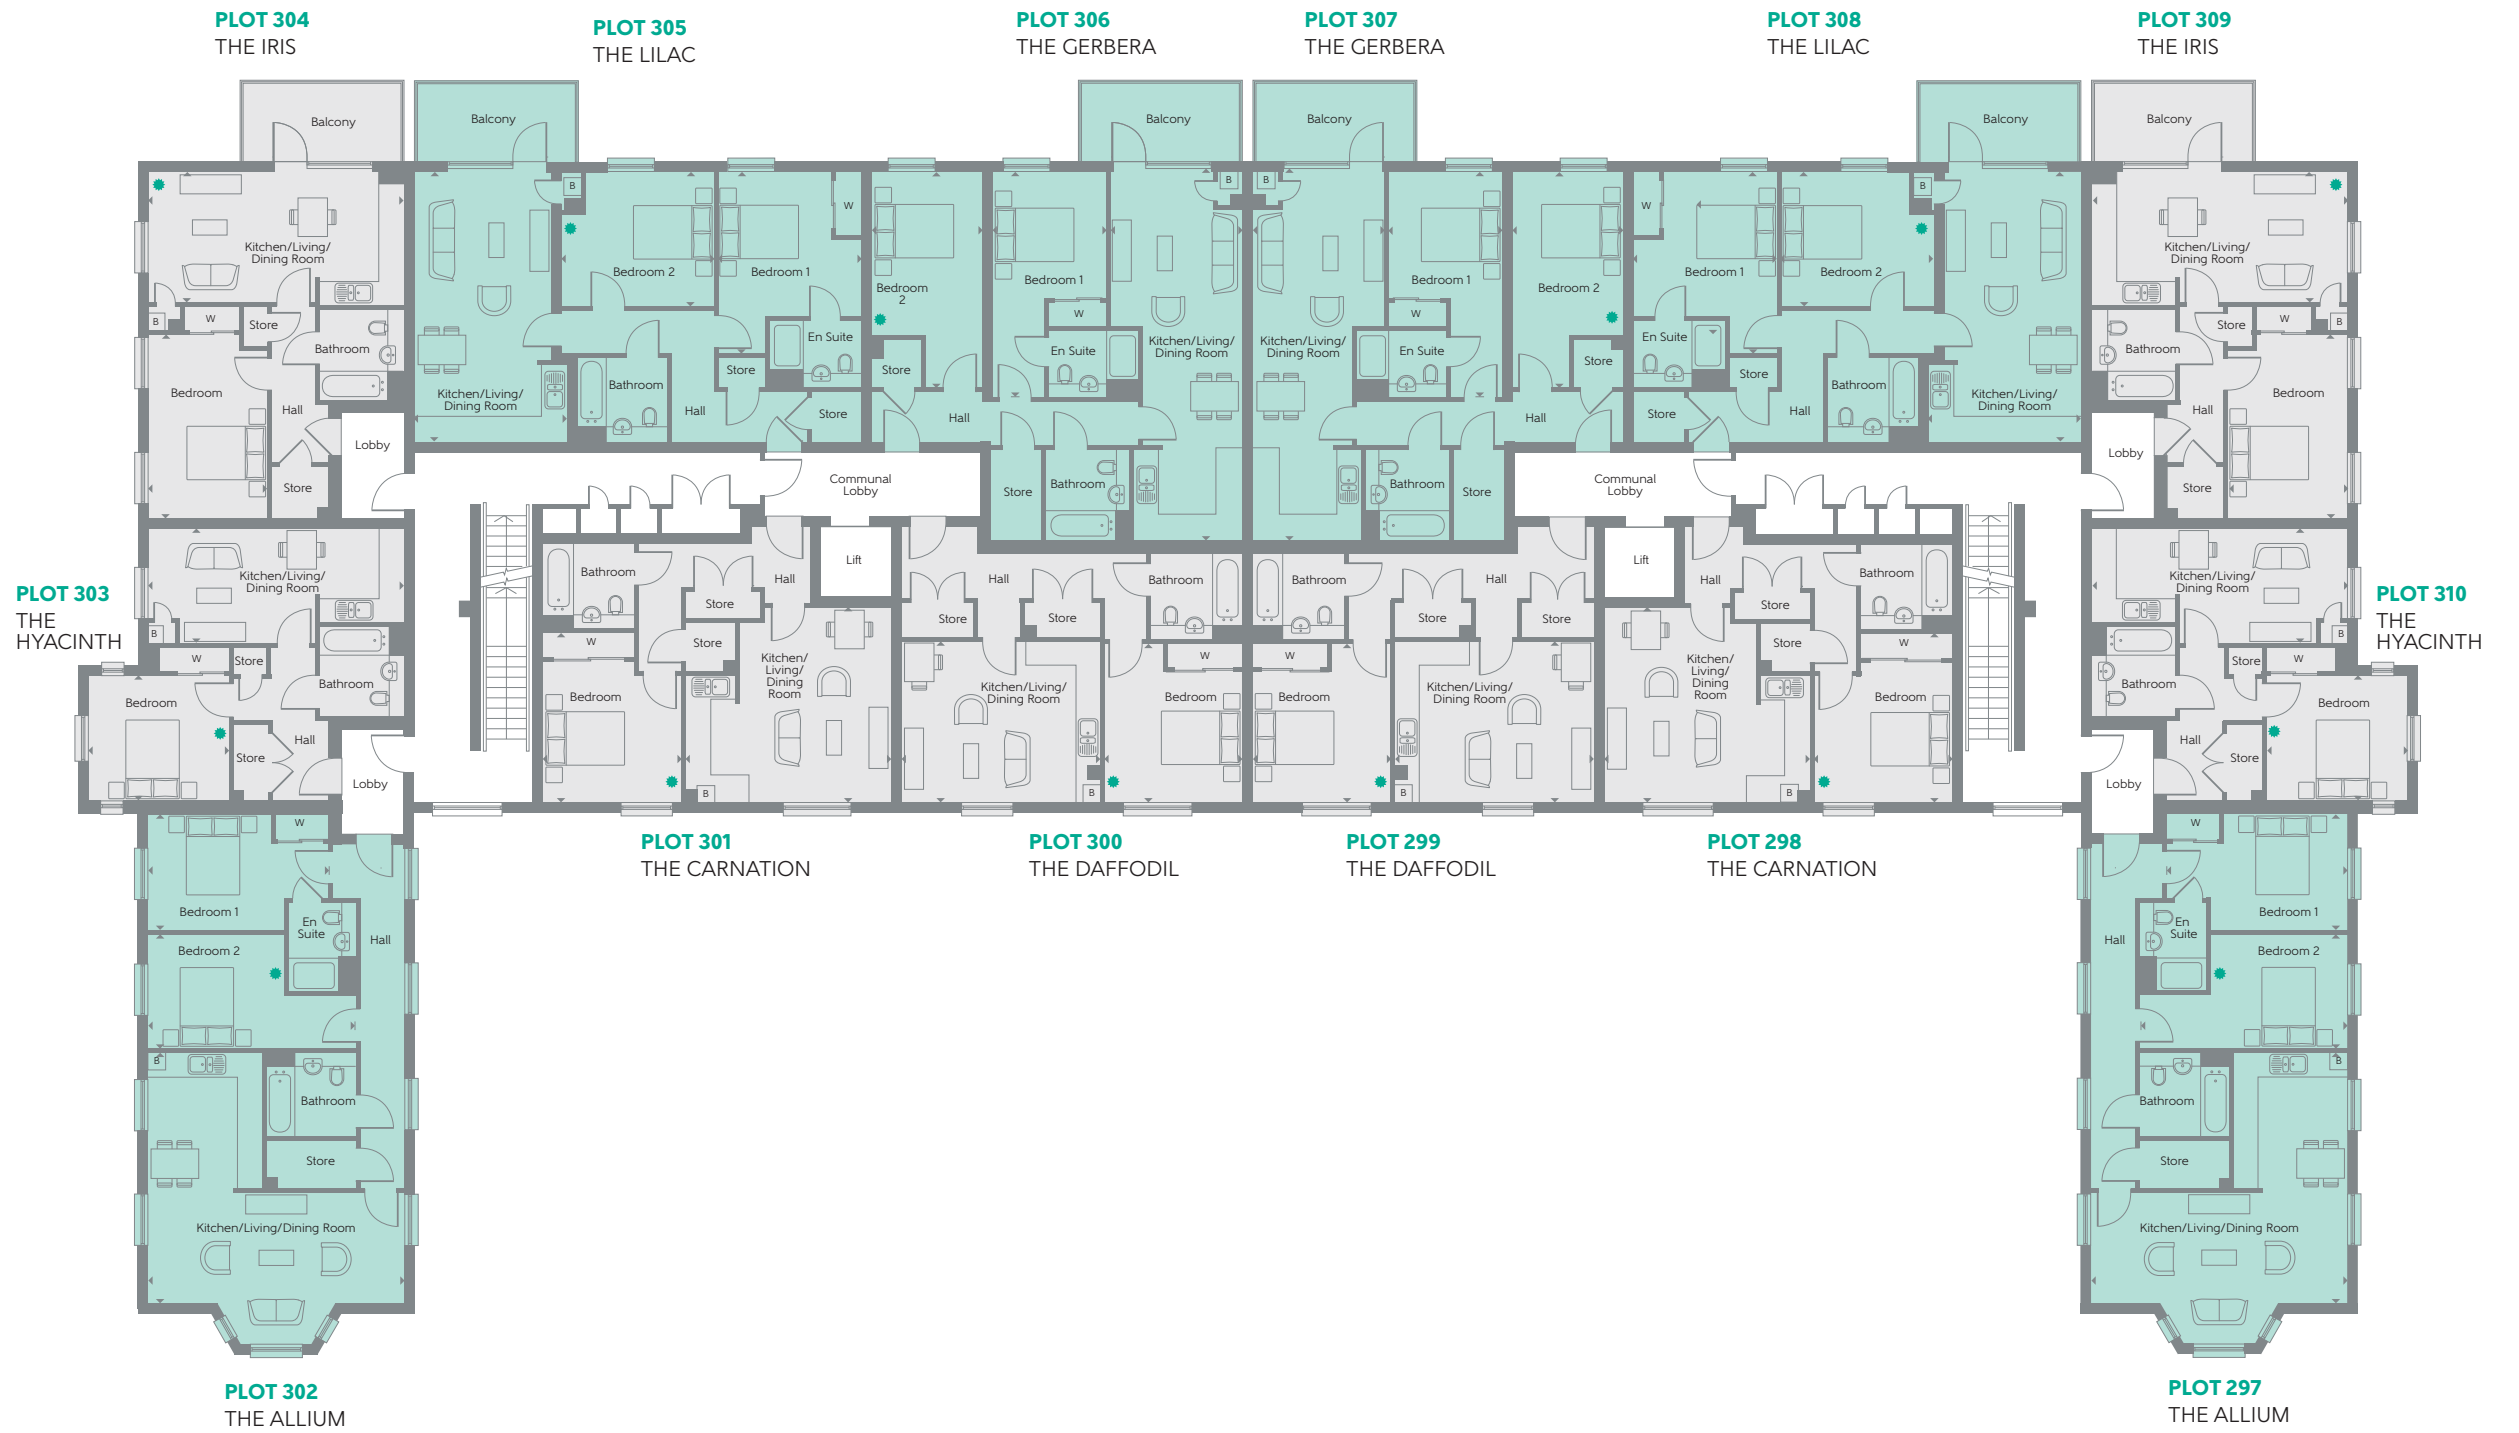 PLOT 304
THE IRIS
PLOT 305
THE LILAC
PLOT 306
THE GERBERA
PLOT 307
THE GERBERA
PLOT 308
THE LILAC
PLOT 309
THE IRIS
Balcony
Kitchen/Living/
Dining Room
B
W
Store
Bathroom
Bedroom
Hall
Store
Lobby
Balcony
B
Bedroom 2
Bedroom 1
W
En Suite
Kitchen/Living/
Dining Room
Bathroom
Hall
Store
Store
Bedroom
2
Store
Hall
Bedroom 1
W
En Suite
Balcony
B
Kitchen/Living/
Dining Room
Store
Bathroom
Balcony
B
Kitchen/Living/
Dining Room
Bedroom 1
W
En Suite
Bedroom 2
Store
Hall
Bathroom
Store
W
Bedroom 1
En Suite
Store
Store
Hall
Bedroom 2
B
Balcony
Bathroom
Kitchen/Living/
Dining Room
Balcony
Kitchen/Living/
Dining Room
Store
W
B
Bathroom
Bedroom
Hall
Store
Lobby
Communal
Lobby
Communal
Lobby
Lift
Lift
PLOT 303
THE
HYACINTH
Kitchen/Living/
Dining Room
B
W
Store
Bathroom
Bedroom
Store
Hall
Lobby
Bathroom
W
Bedroom
Store
Store
Hall
Kitchen/
Living/
Dining
Room
B
Hall
Store
Store
Bathroom
Kitchen/Living/
Dining Room
W
Bedroom
B
Bathroom
W
Bedroom
Store
Hall
Store
Kitchen/Living/
Dining Room
B
Hall
Store
Store
Kitchen/
Living/
Dining
Room
Bathroom
W
Bedroom
B
Kitchen/Living/
Dining Room
B
Store
W
Bathroom
Bedroom
Hall
Store
Lobby
PLOT 310
THE
HYACINTH
PLOT 301
THE CARNATION
PLOT 300
THE DAFFODIL
PLOT 299
THE DAFFODIL
PLOT 298
THE CARNATION
W
Bedroom 1
En
Suite
Hall
Bedroom 2
B
Bathroom
Store
Kitchen/Living/Dining Room
W
Bedroom 1
En
Suite
Hall
Bedroom 2
B
Bathroom
Store
Kitchen/Living/Dining Room
PLOT 302
THE ALLIUM
PLOT 297
THE ALLIUM